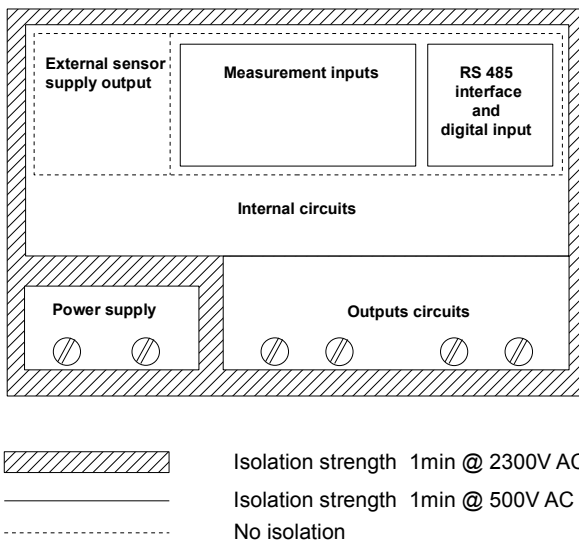 External sensor
supply output
Measurement inputs
RS 485
interface
and
digital input
Internal circuits
Power supply
Outputs circuits
Isolation strength 1min @ 2300V AC
Isolation strength 1min @ 500V AC
No isolation